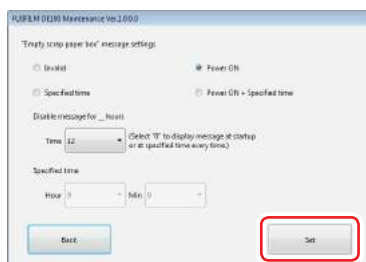 FUJIFILM DE100 Maintenance Ver.1.0.0.0
"Empty scrap paper box" message settings
Invalid
Power ON
Specified time
Power ON + Specified time
Disable message for __ hours
Time 12
(Select "0" to display message at startup
or at specified time every time.)
Specified time
Hour 0 Min 0
Back
Set